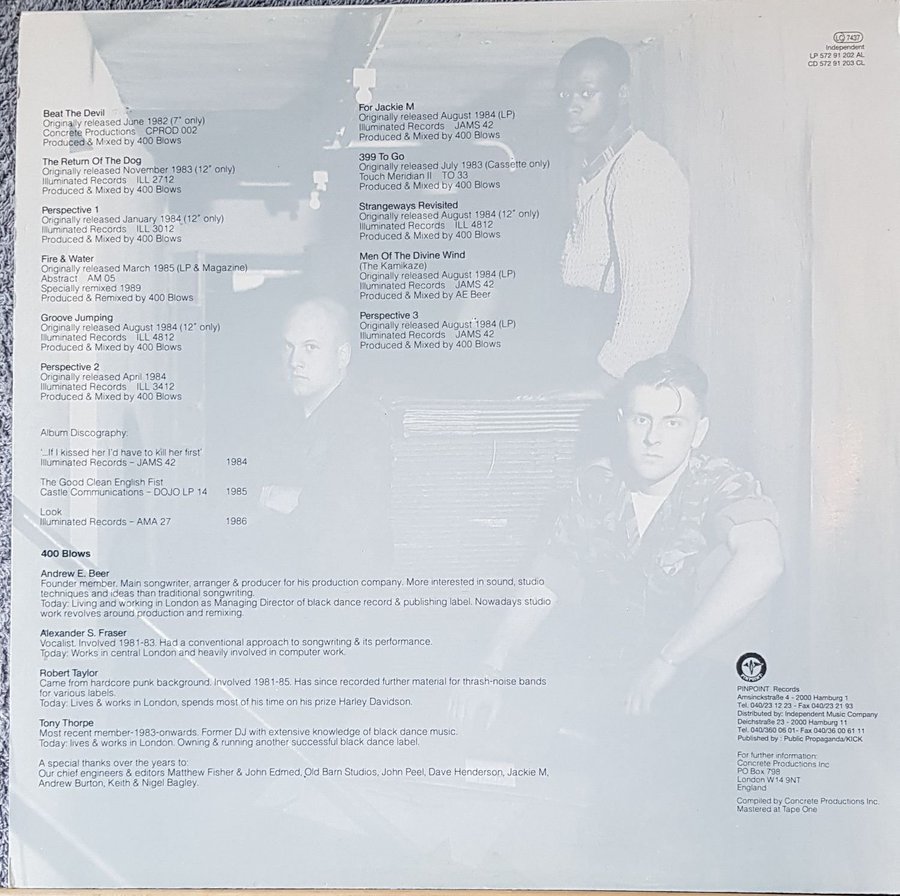 LC 7437
Independent
LP 572 91 202 AL
CD 572 91 203 CL
Beat The Devil
Originally released June 1982 (7" only)
Concrete Productions CPROD 002
Produced & Mixed by 400 Blows
The Return Of The Dog
Originally released November 1983 (12" only)
Illuminated Records ILL 2712
Produced & Mixed by 400 Blows
Perspective 1
Originally released January 1984 (12" only)
Illuminated Records ILL 3012
Produced & Mixed by 400 Blows
Fire & Water
Originally released March 1985 (LP & Magazine)
Abstract AM 05
Specially remixed 1989
Produced & Remixed by 400 Blows
Groove Jumping
Originally released August 1984 (12" only)
Illuminated Records ILL 4812
Produced & Mixed by 400 Blows
Perspective 2
Originally released April 1984
Illuminated Records ILL 3412
Produced & Mixed by 400 Blows
For Jackie M
Originally released August 1984 (LP)
Illuminated Records JAMS 42
Produced & Mixed by 400 Blows
399 To Go
Originally released July 1983 (Cassette only)
Touch Meridian II TO 33
Produced & Mixed by 400 Blows
Strangeways Revisited
Originally released August 1984 (12" only)
Illuminated Records ILL 4812
Produced & Mixed by 400 Blows
Men Of The Divine Wind
(The Kamikaze)
Originally released August 1984 (LP)
Illuminated Records JAMS 42
Produced & Mixed by AE Beer
Perspective 3
Originally released August 1984 (LP)
Illuminated Records JAMS 42
Produced & Mixed by 400 Blows
Album Discography:
'...If I kissed her I'd have to kill her first'
Illuminated Records – JAMS 42 1984
The Good Clean English Fist
Castle Communications – DOJO LP 14 1985
Look
Illuminated Records – AMA 27 1986
400 Blows
Andrew E. Beer
Founder member. Main songwriter, arranger & producer for his production company. More interested in sound, studio
techniques and ideas than traditional songwriting.
Today: Living and working in London as Managing Director of black dance record & publishing label. Nowadays studio
work revolves around production and remixing.
Alexander S. Fraser
Vocalist. Involved 1981-83. Had a conventional approach to songwriting & its performance.
Today: Works in central London and heavily involved in computer work.
Robert Taylor
Came from hardcore punk background. Involved 1981-85. Has since recorded further material for thrash-noise bands
for various labels.
Today: Lives & works in London, spends most of his time on his prize Harley Davidson.
Tony Thorpe
Most recent member-1983-onwards. Former DJ with extensive knowledge of black dance music.
Today: lives & works in London. Owning & running another successful black dance label.
A special thanks over the years to:
Our chief engineers & editors Matthew Fisher & John Edmed, Old Barn Studios, John Peel, Dave Henderson, Jackie M,
Andrew Burton, Keith & Nigel Bagley.
PINPOINT Records
Amsinckstraße 4 - 2000 Hamburg 1
Tel. 040/23 12 23 - Fax 040/23 21 93
Distributed by: Independent Music Company
Deichstraße 23 - 2000 Hamburg 11
Tel. 040/360 06 01- Fax 040/36 00 61 11
Published by : Public Propaganda/KICK
For further information:
Concrete Productions Inc
PO Box 798
London W14 9NT
England
Compiled by Concrete Productions Inc.
Mastered at Tape One